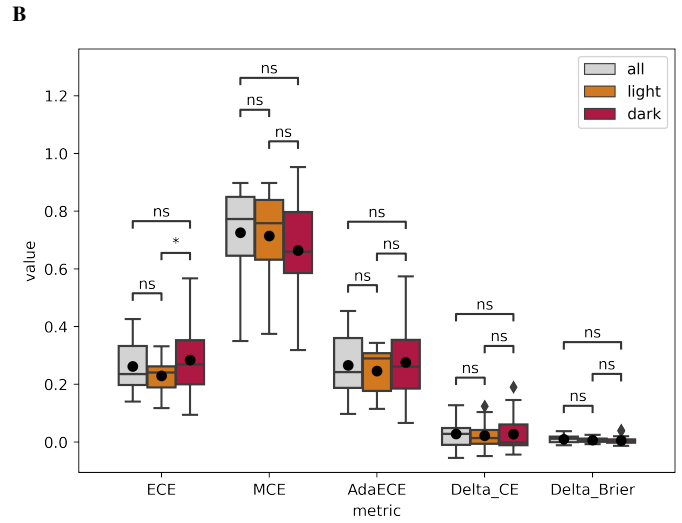 B
ns
1.2
ns
ns
1.0
0.8
ns
ns
ns
*
ns
ns
0.6
ns
ns
ns
ns
0.4
ns
ns
ns
0.2
0.0
value
all
light
dark
ECE
MCE
AdaECE
Delta_CE
Delta_Brier
metric